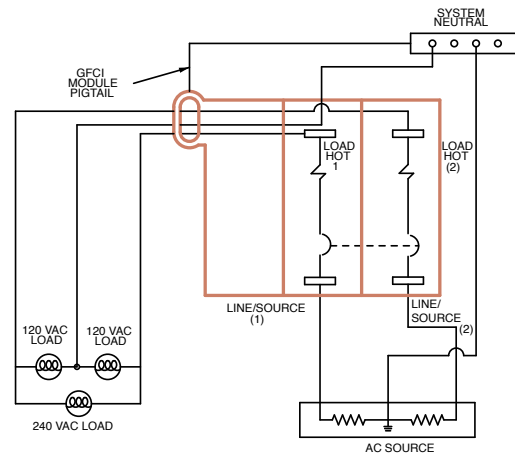 SYSTEM
NEUTRAL
GFCI
MODULE
PIGTAIL
LOAD
HOT
1
LOAD
HOT
(2)
LINE/SOURCE
(1)
LINE/
SOURCE
(2)
120 VAC
LOAD
120 VAC
LOAD
240 VAC LOAD
AC SOURCE